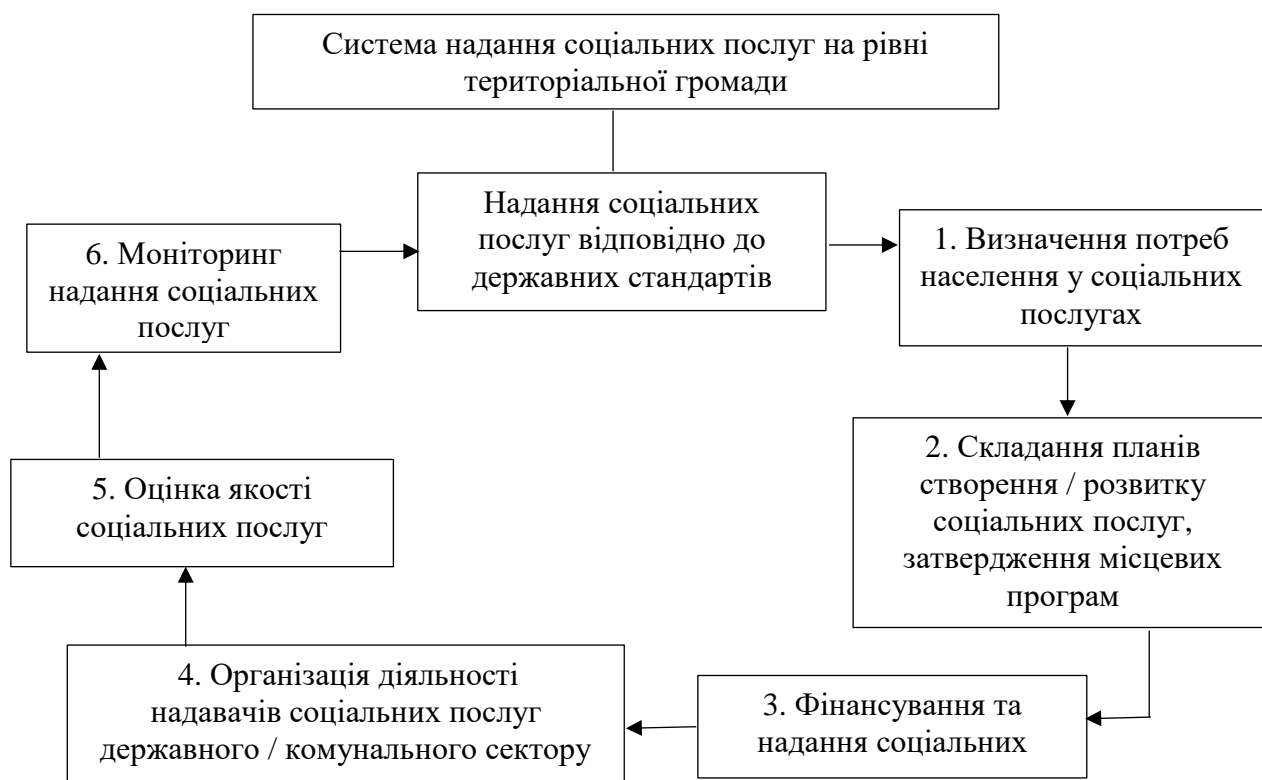 Система надання соціальних послуг на рівні
територіальної громади
Надання соціальних
послуг відповідно до
державних стандартів
1. Визначення потреб
населення у соціальних
послугах
2. Складання планів
створення / розвитку
соціальних послуг,
затвердження місцевих
програм
3. Фінансування та
надання соціальних
4. Організація діяльності
надавачів соціальних послуг
державного / комунального сектору
5. Оцінка якості
соціальних послуг
6. Моніторинг
надання соціальних
послуг